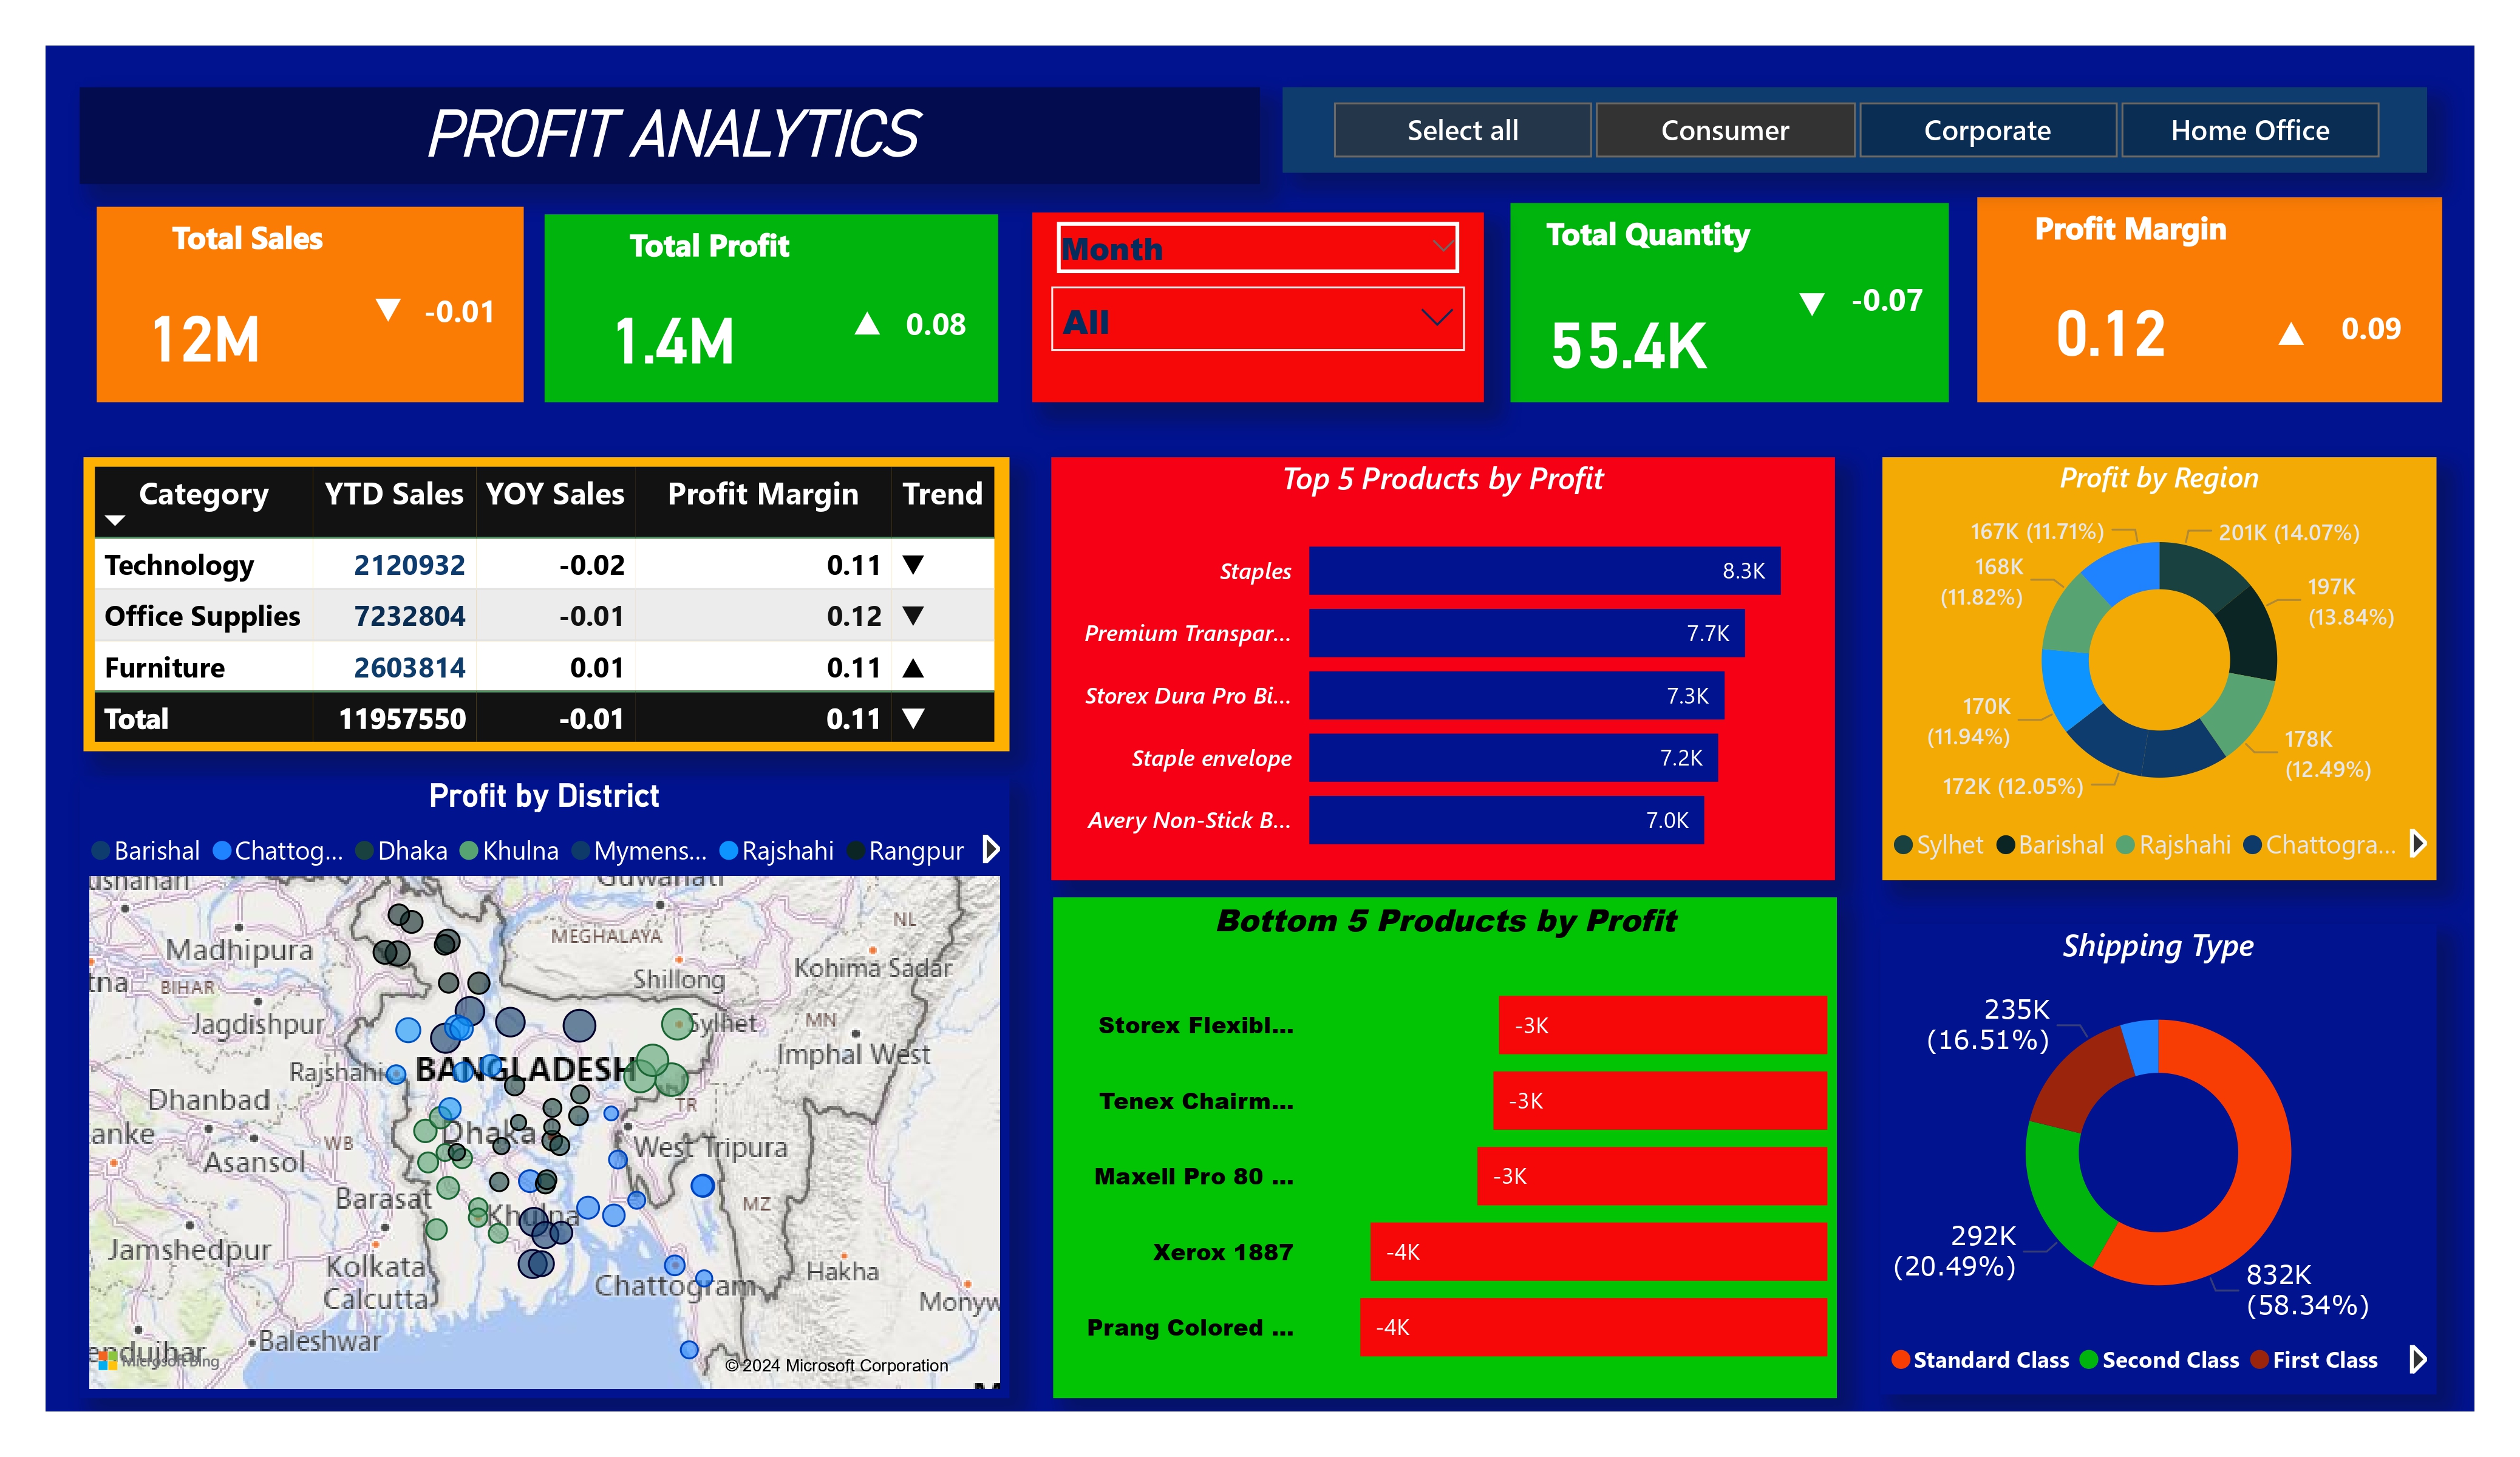 PROFIT ANALYTICS
Select all
Consumer
Corporate
Home Office
Total Sales
12M
▼ -0.01
Total Profit
1.4M
▲ 0.08
Month
All
Total Quantity
55.4K
▼ -0.07
Profit Margin
0.12
▲ 0.09
Category YTD Sales YOY Sales Profit Margin Trend
Technology 2120932 -0.02 0.11 ▼
Office Supplies 7232804 -0.01 0.12 ▼
Furniture 2603814 0.01 0.11 ▲
Total 11957550 -0.01 0.11 ▼
Profit by District
Barishal Chattog... Dhaka Khulna Mymens... Rajshahi Rangpur
Guwahati
NL
MEGHALAYA
Madhipura
Shillong
Kohima Sadar
tna
BIHAR
Jagdishpur
Sylhet
MN
Imphal West
Rajshahi
BANGLADESH
Dhanbad
TR
anke
WB
Dhaka
West Tripura
Asansol
Barasat
MZ
Khulna
Jamshedpur
Kolkata
Calcutta
Chattogram
Hakha
Monyw
Baleshwar
endujhar
Microsoft Bing
© 2024 Microsoft Corporation
Top 5 Products by Profit
Staples 8.3K
Premium Transpar... 7.7K
Storex Dura Pro Bi... 7.3K
Staple envelope 7.2K
Avery Non-Stick B... 7.0K
Bottom 5 Products by Profit
Storex Flexibl... -3K
Tenex Chairm... -3K
Maxell Pro 80 ... -3K
Xerox 1887 -4K
Prang Colored ... -4K
Profit by Region
167K (11.71%)
201K (14.07%)
168K
(11.82%)
197K
(13.84%)
170K
(11.94%)
178K
(12.49%)
172K (12.05%)
Sylhet Barishal Rajshahi Chattogra...
Shipping Type
235K
(16.51%)
292K
(20.49%)
832K
(58.34%)
Standard Class Second Class First Class